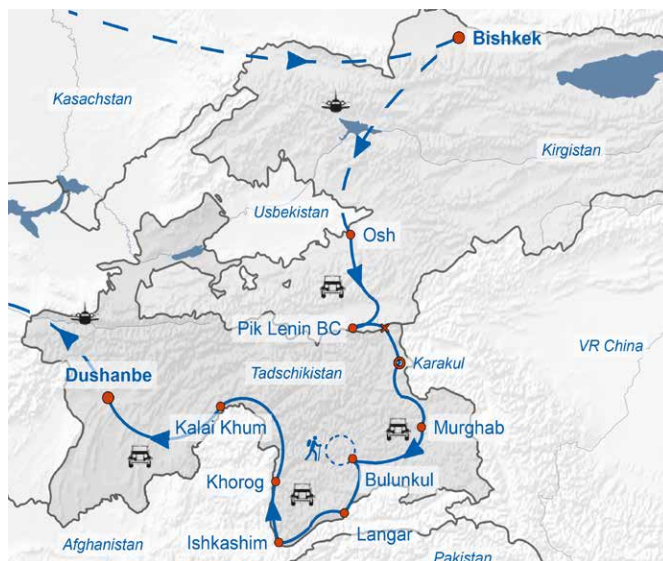 Bishkek
Kasachstan
Kirgistan
Usbekistan
Osh
Pik Lenin BC
VR China
Karakul
Tadschikistan
Dushanbe
Kalai Khum
Murghab
Khorog
Bulunkul
Langar
Ishkashim
Afghanistan
Pakistan